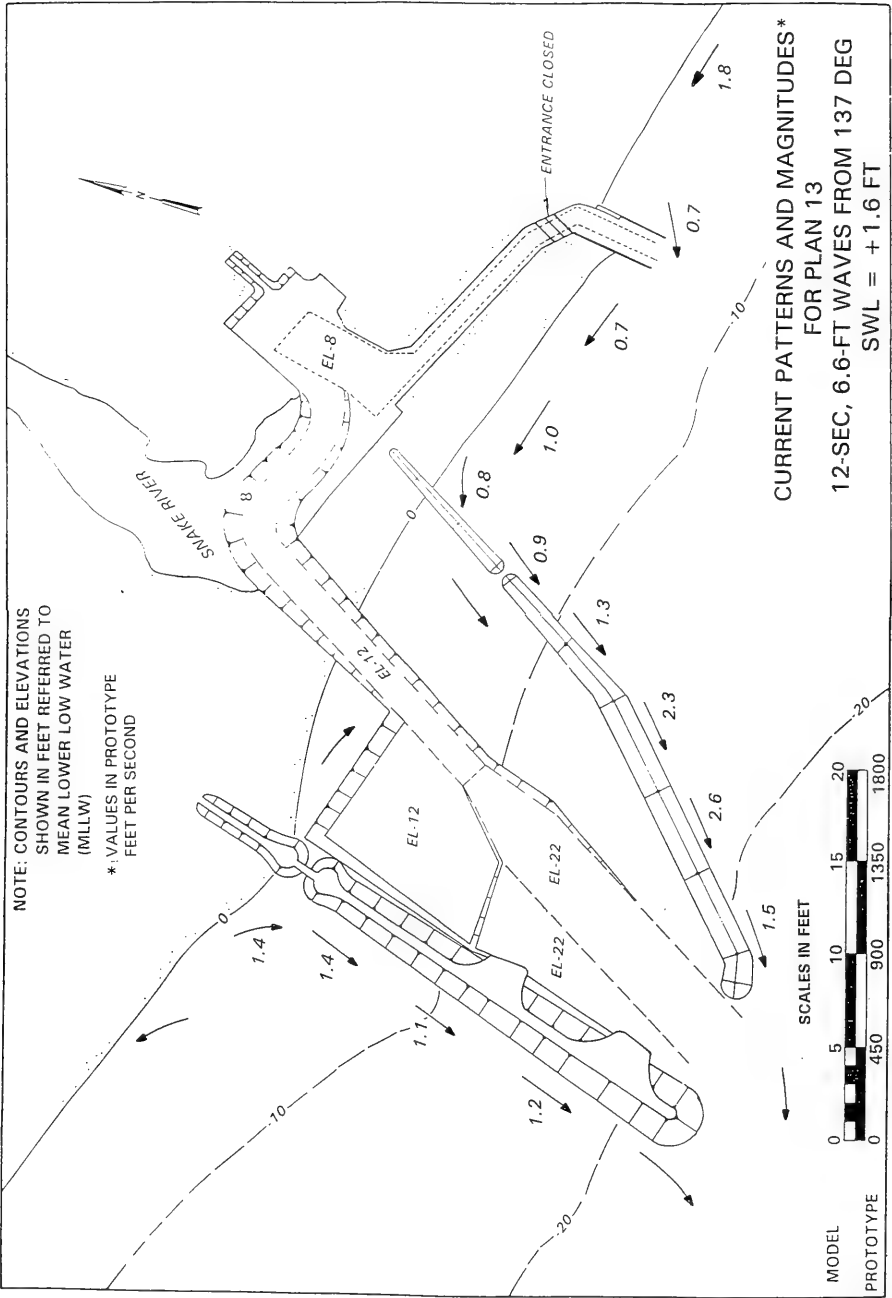 NOTE: CONTOURS AND ELEVATIONS
SHOWN IN FEET REFERRED TO
MEAN LOWER LOW WATER
(MLLW)
* VALUES IN PROTOTYPE
FEET PER SECOND
N
SNAKE RIVER
8
EL-8
ENTRANCE CLOSED
EL-12
EL-12
EL-22
EL-22
0
0
-10
-10
-20
-20
1.4
1.4
1.1
1.2
1.8
0.7
0.7
1.0
0.8
0.9
1.3
2.3
2.6
1.5
CURRENT PATTERNS AND MAGNITUDES*
FOR PLAN 13
12-SEC, 6.6-FT WAVES FROM 137 DEG
SWL = +1.6 FT
SCALES IN FEET
MODEL 0 5 10 15 20
PROTOTYPE 0 450 900 1350 1800